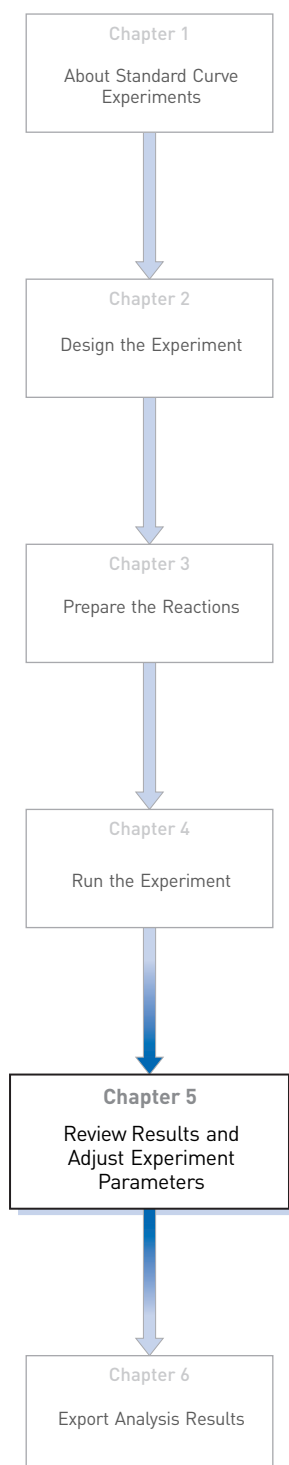 Chapter 1
About Standard Curve
Experiments
Chapter 2
Design the Experiment
Chapter 3
Prepare the Reactions
Chapter 4
Run the Experiment
Chapter 5
Review Results and
Adjust Experiment
Parameters
Chapter 6
Export Analysis Results